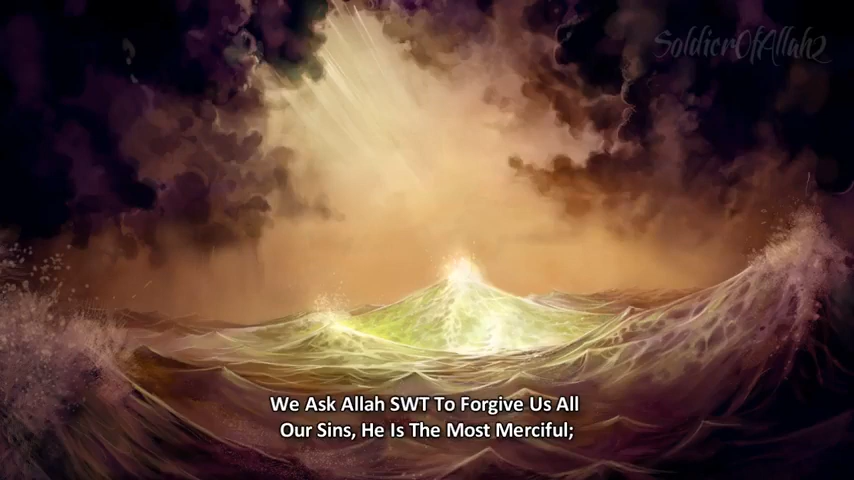 SoldierOfAllah2
We Ask Allah SWT To Forgive Us All
Our Sins, He Is The Most Merciful;